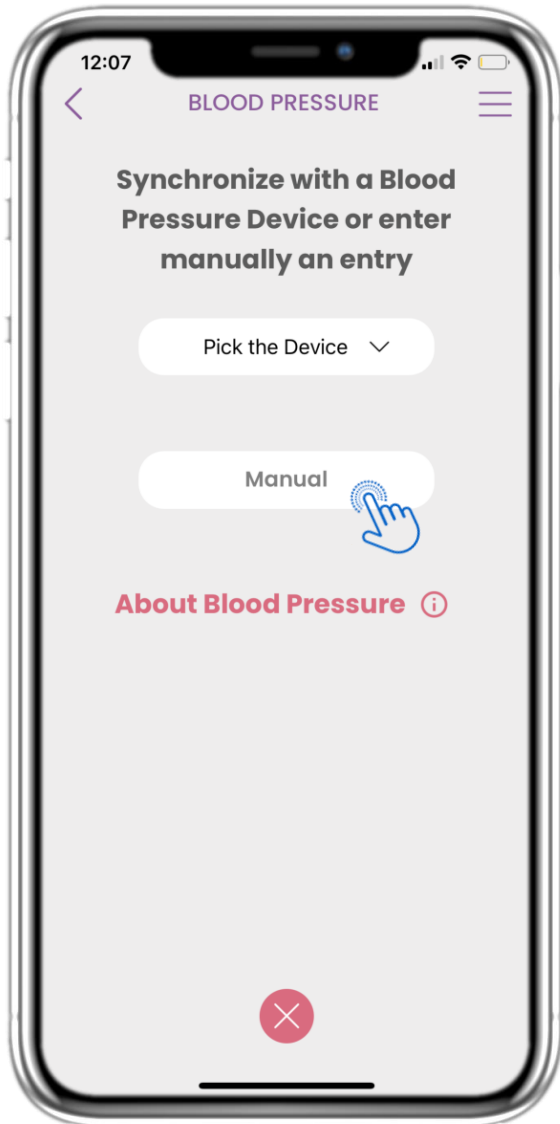 12:07
BLOOD PRESSURE
Synchronize with a Blood
Pressure Device or enter
manually an entry
Pick the Device
Manual
About Blood Pressure